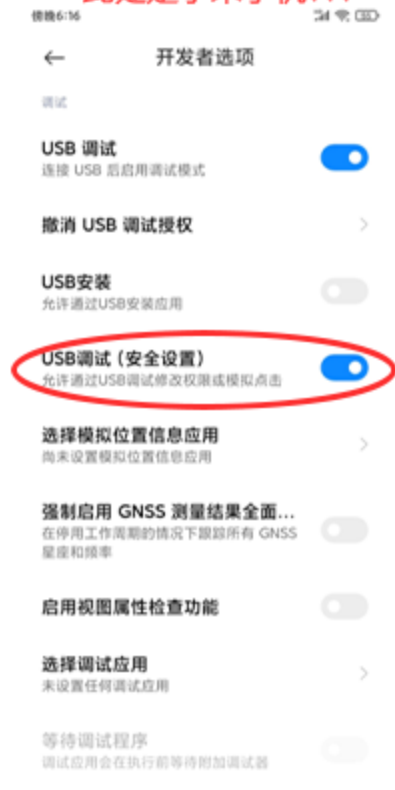 傍晚6:16
开发者选项
调试
USB 调试
连接 USB 后启用调试模式
撤消 USB 调试授权
USB安装
允许通过USB安装应用
USB调试（安全设置）
允许通过USB调试修改权限或模拟点击
选择模拟位置信息应用
尚未设置模拟位置信息应用
强制启用 GNSS 测量结果全面...
在停用工作周期的情况下跟踪所有 GNSS
星座和频率
启用视图属性检查功能
选择调试应用
未设置任何调试应用
等待调试程序
调试应用会在执行前等待附加调试器